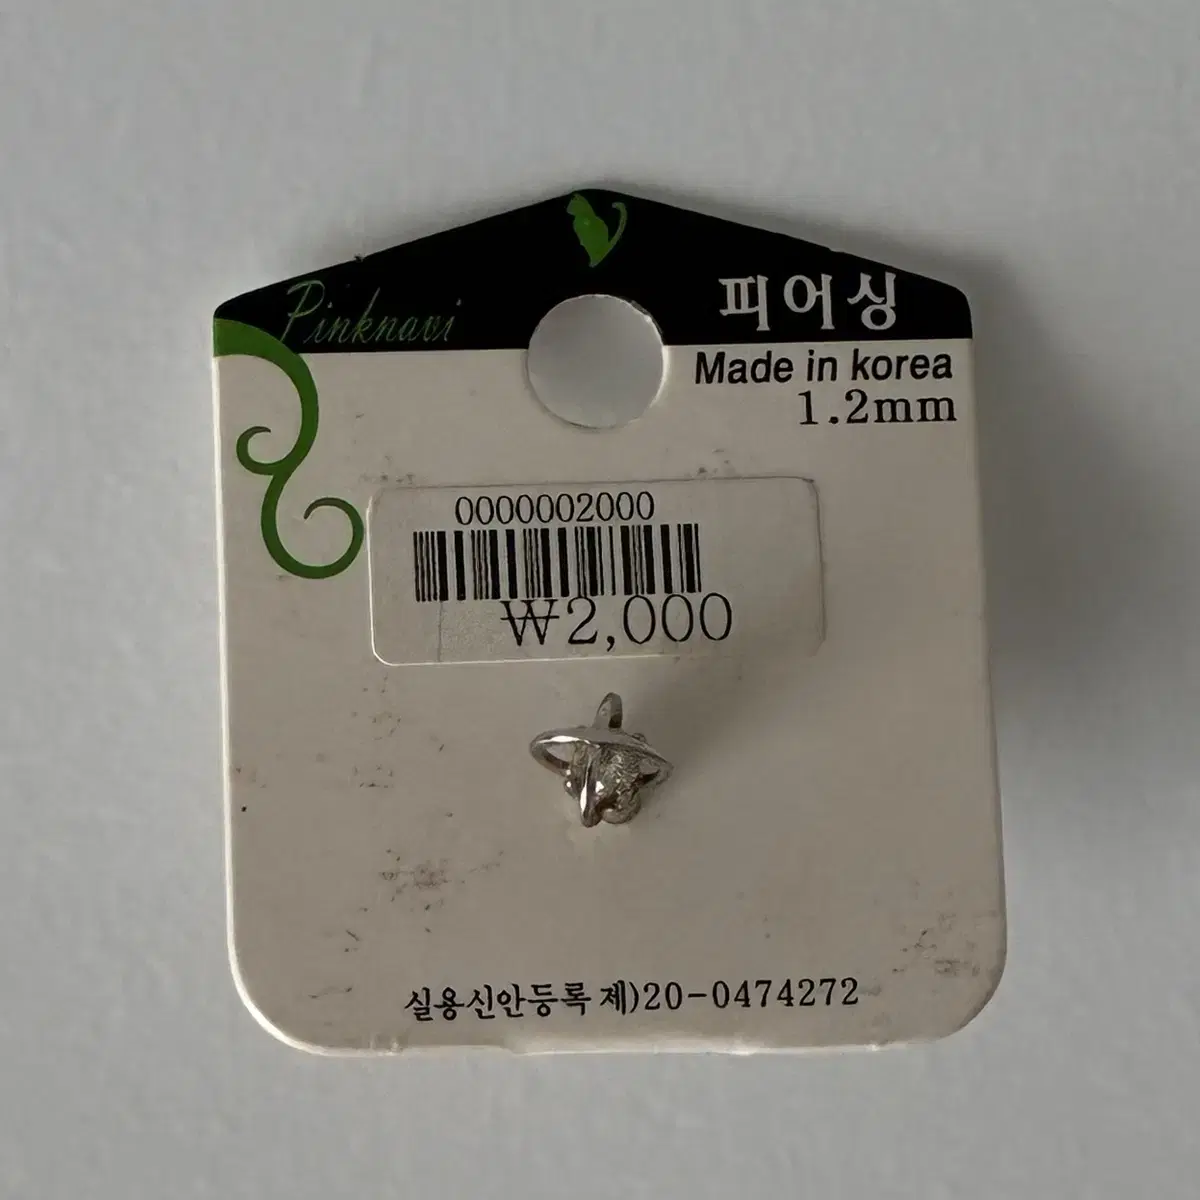 Pinknavi
피어싱
Made in korea
1.2mm
0000002000
₩2,000
실용신안등록 제)20-0474272